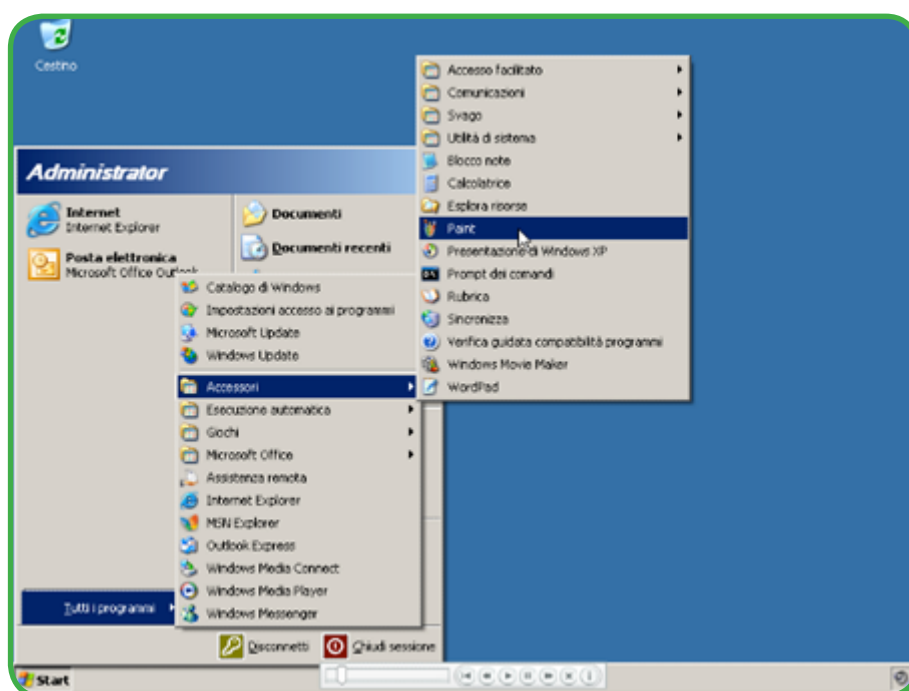 Cestino
Administrator
Internet
Internet Explorer
Posta elettronica
Microsoft Office Outlook
Documenti
Documenti recenti
Catalogo di Windows
Impostazioni accesso ai programmi
Microsoft Update
Windows Update
Accessori
Esecuzione automatica
Giochi
Microsoft Office
Assistenza remota
Internet Explorer
MSN Explorer
Outlook Express
Windows Media Connect
Windows Media Player
Windows Messenger
Accesso facilitato
Comunicazioni
Svago
Utilità di sistema
Blocco note
Calcolatrice
Esplora risorse
Paint
Presentazione di Windows XP
Prompt dei comandi
Rubrica
Sincronizza
Verifica guidata compatibilità programmi
Windows Movie Maker
WordPad
Tutti i programmi
Disconnetti
Chiudi sessione
Start